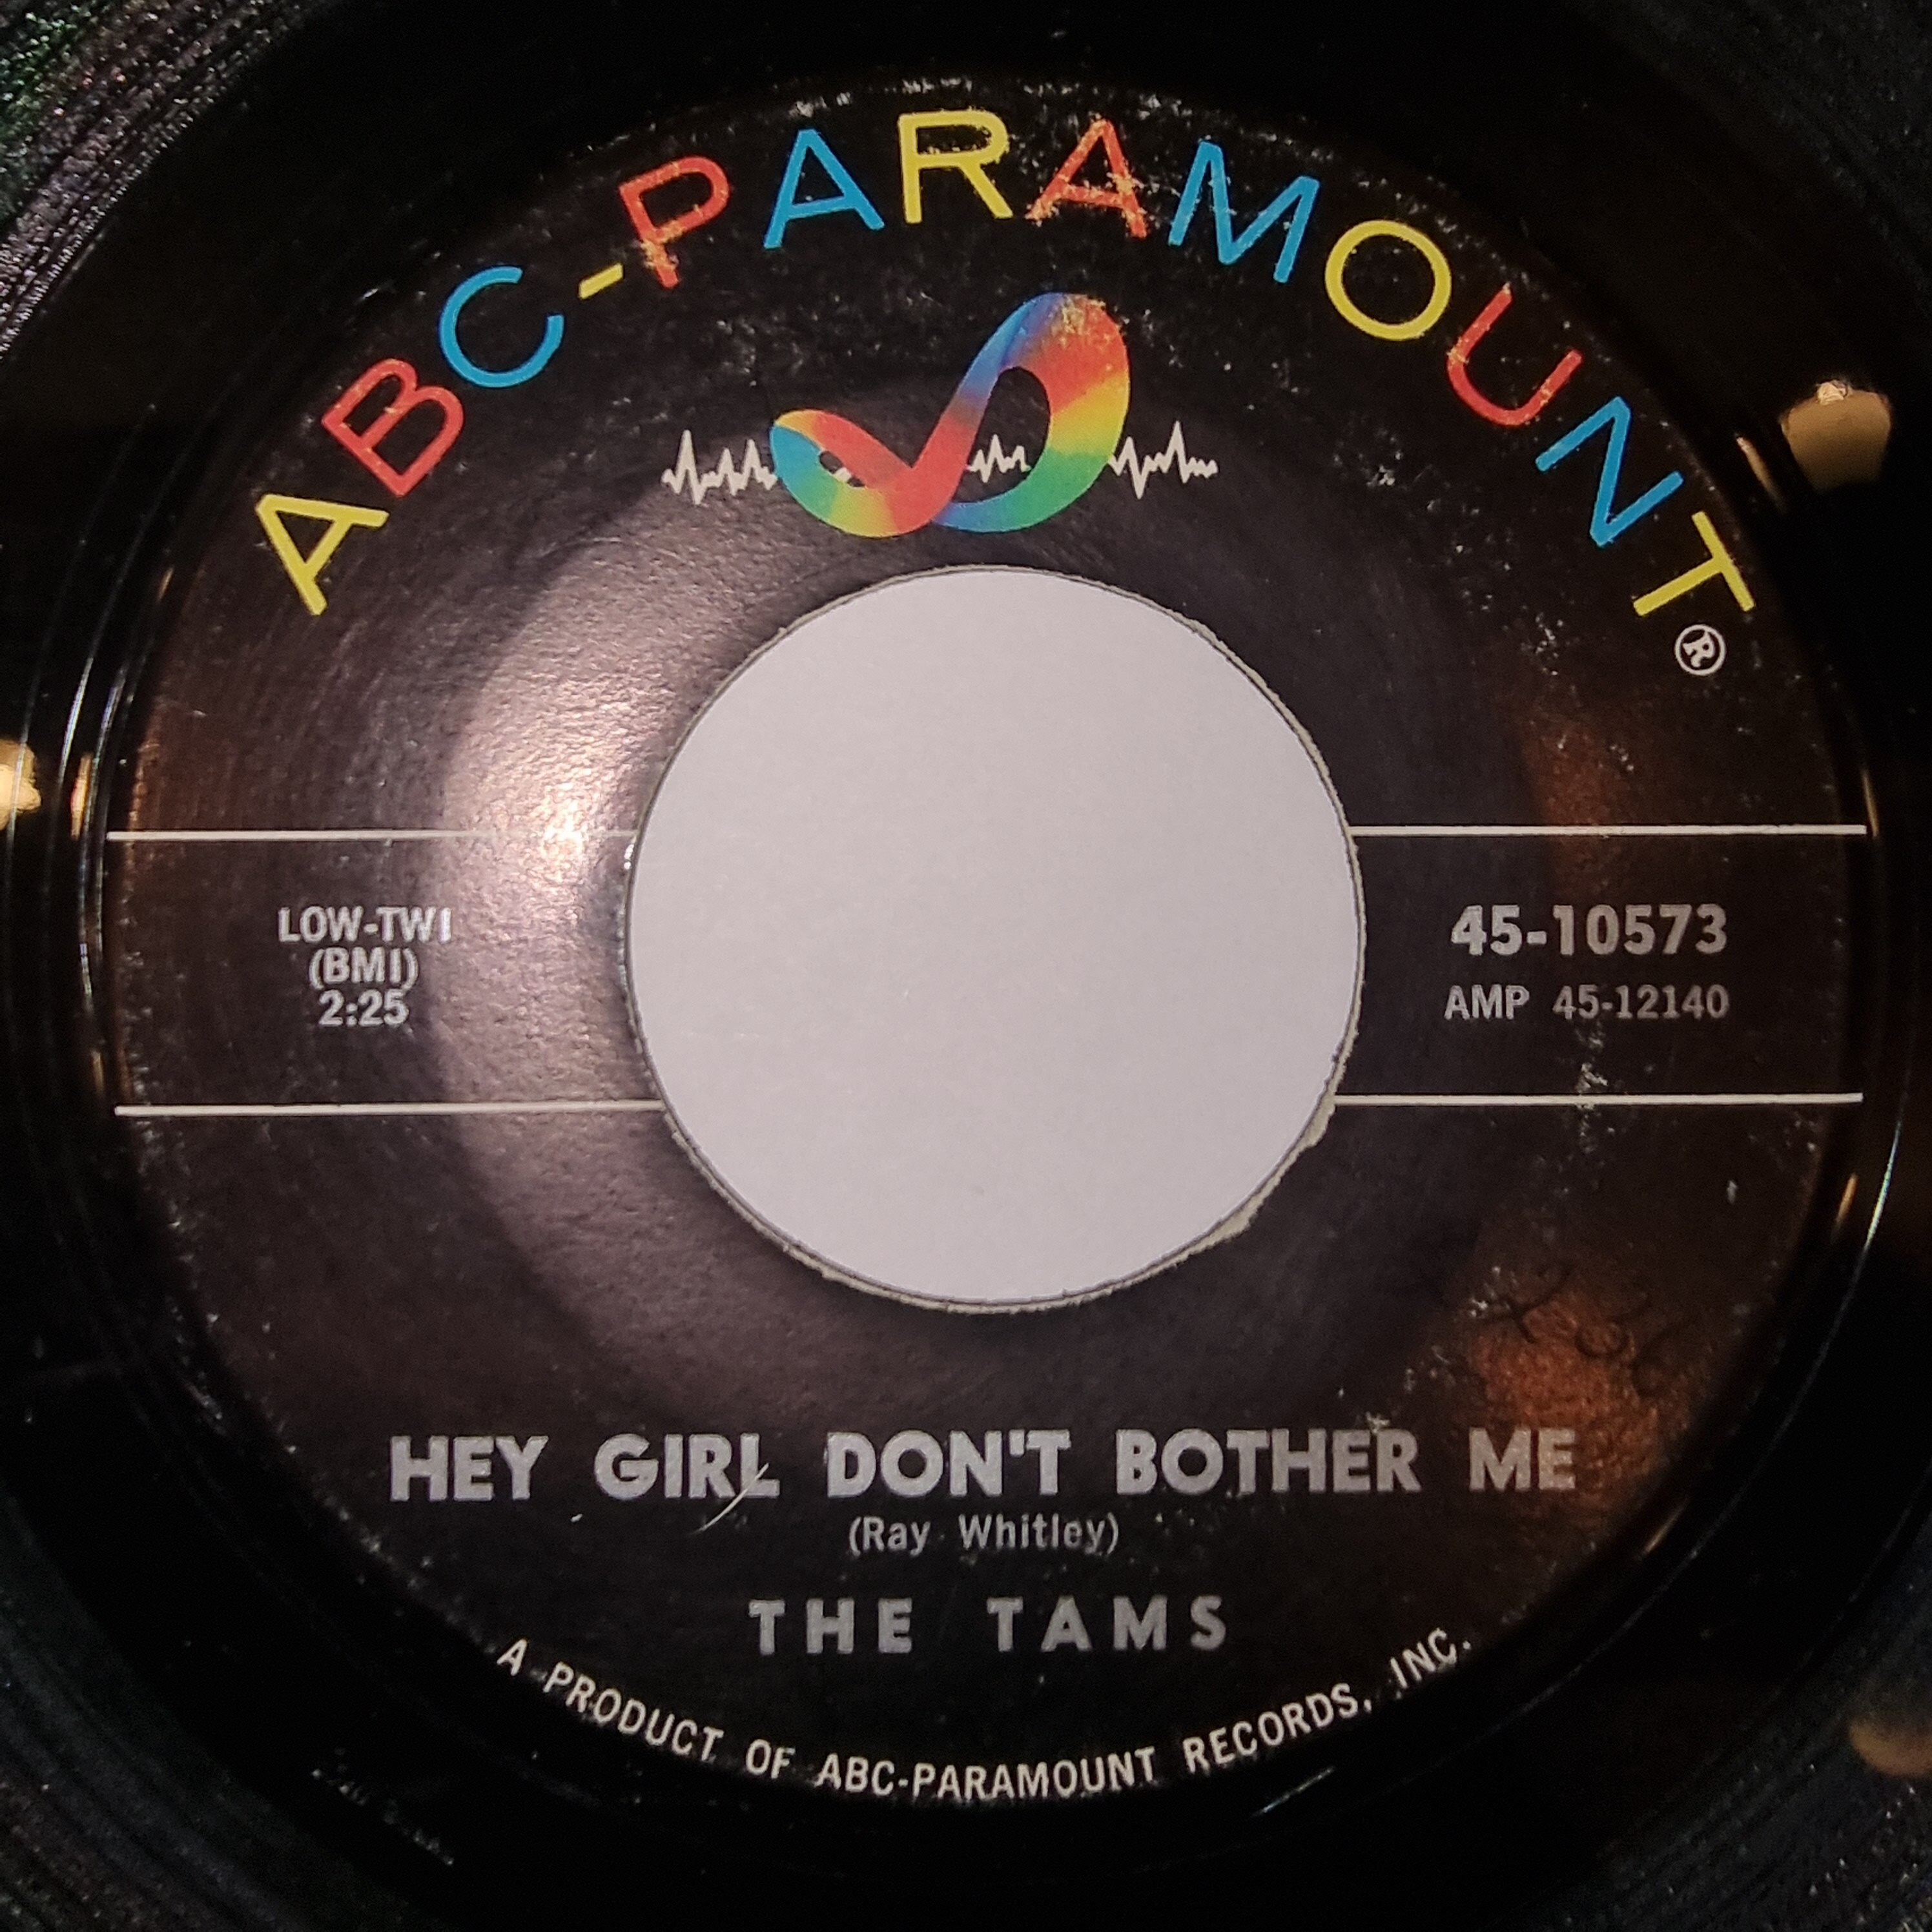 ABC-PARAMOUNT®
LOW-TWI
(BMI)
2:25
45-10573
AMP 45-12140
HEY GIRL DON'T BOTHER ME
(Ray Whitley)
THE TAMS
A PRODUCT OF ABC-PARAMOUNT RECORDS, INC.